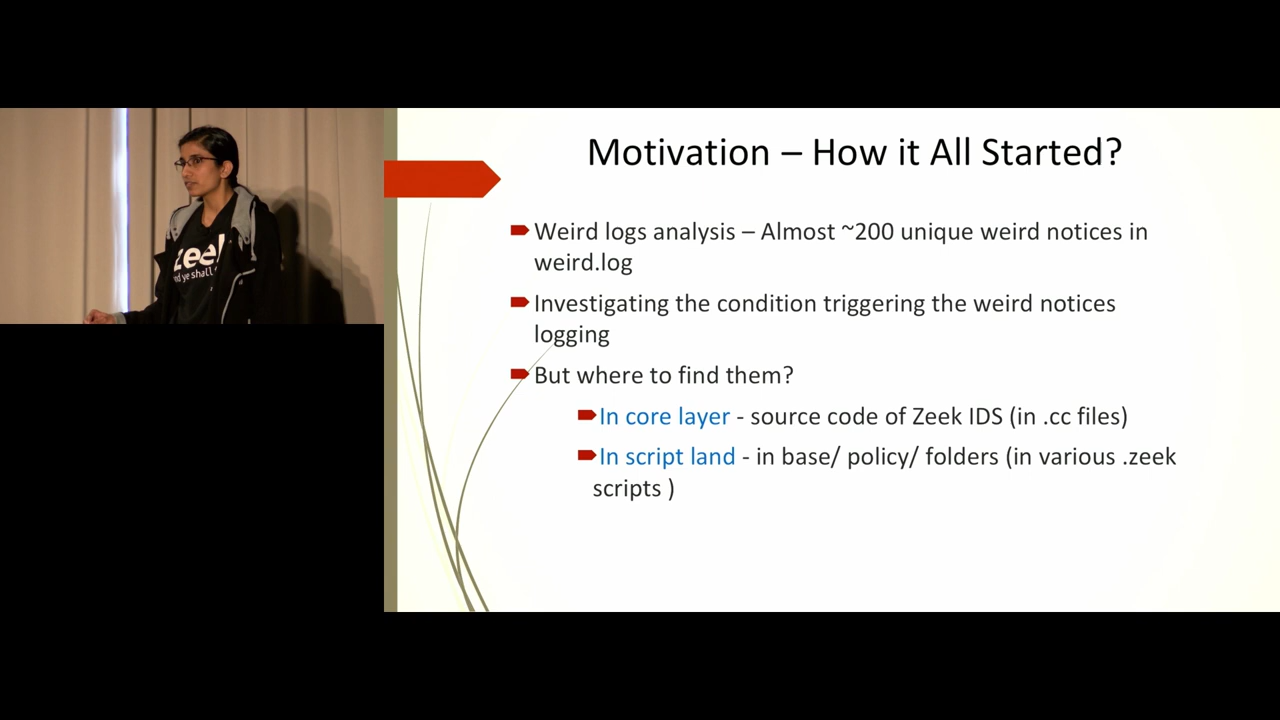 Motivation – How it All Started?
Weird logs analysis – Almost ~200 unique weird notices in
weird.log
Investigating the condition triggering the weird notices
logging
But where to find them?
In core layer - source code of Zeek IDS (in .cc files)
In script land - in base/ policy/ folders (in various .zeek
scripts )
zeek
ye shall